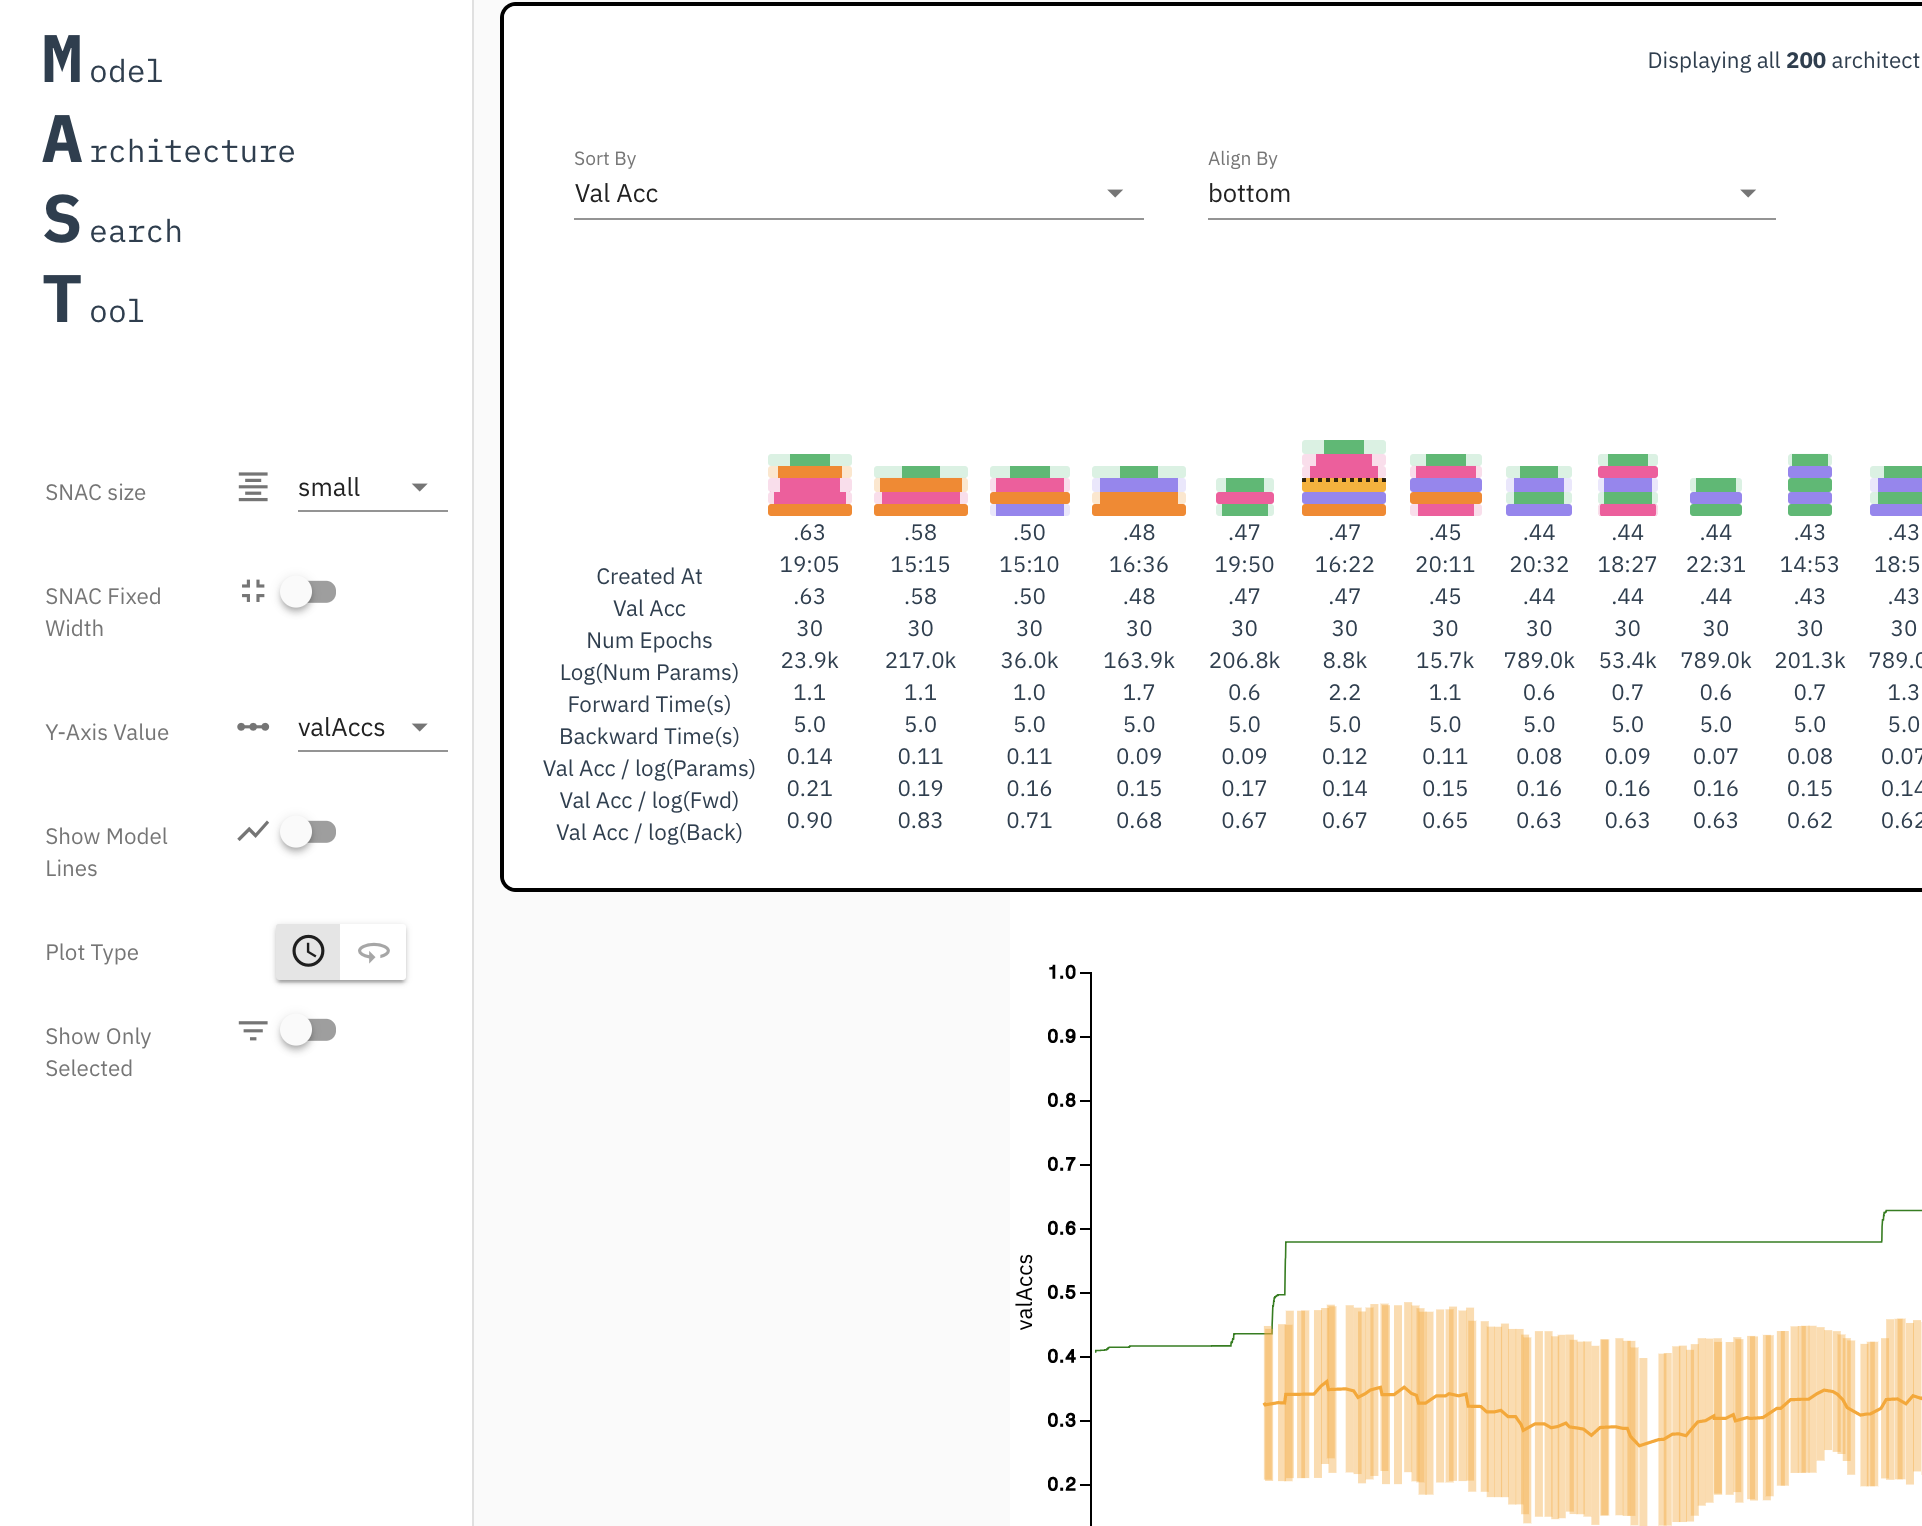 Model
Architecture
Search
Tool
SNAC size
small
SNAC Fixed
Width
Y-Axis Value
valAccs
Show Model
Lines
Plot Type
Show Only
Selected
Displaying all 200 architect
Sort By
Val Acc
Align By
bottom
.63 .58 .50 .48 .47 .47 .45 .44 .44 .44 .43 .43
Created At 19:05 15:15 15:10 16:36 19:50 16:22 20:11 20:32 18:27 22:31 14:53 18:5
Val Acc .63 .58 .50 .48 .47 .47 .45 .44 .44 .44 .43 .43
Num Epochs 30 30 30 30 30 30 30 30 30 30 30 30
Log(Num Params) 23.9k 217.0k 36.0k 163.9k 206.8k 8.8k 15.7k 789.0k 53.4k 789.0k 201.3k 789.0
Forward Time(s) 1.1 1.1 1.0 1.7 0.6 2.2 1.1 0.6 0.7 0.6 0.7 1.3
Backward Time(s) 5.0 5.0 5.0 5.0 5.0 5.0 5.0 5.0 5.0 5.0 5.0 5.0
Val Acc / log(Params) 0.14 0.11 0.11 0.09 0.09 0.12 0.11 0.08 0.09 0.07 0.08 0.07
Val Acc / log(Fwd) 0.21 0.19 0.16 0.15 0.17 0.14 0.15 0.16 0.16 0.16 0.15 0.14
Val Acc / log(Back) 0.90 0.83 0.71 0.68 0.67 0.67 0.65 0.63 0.63 0.63 0.62 0.62
1.0
0.9
0.8
0.7
0.6
0.5
0.4
0.3
0.2
valAccs